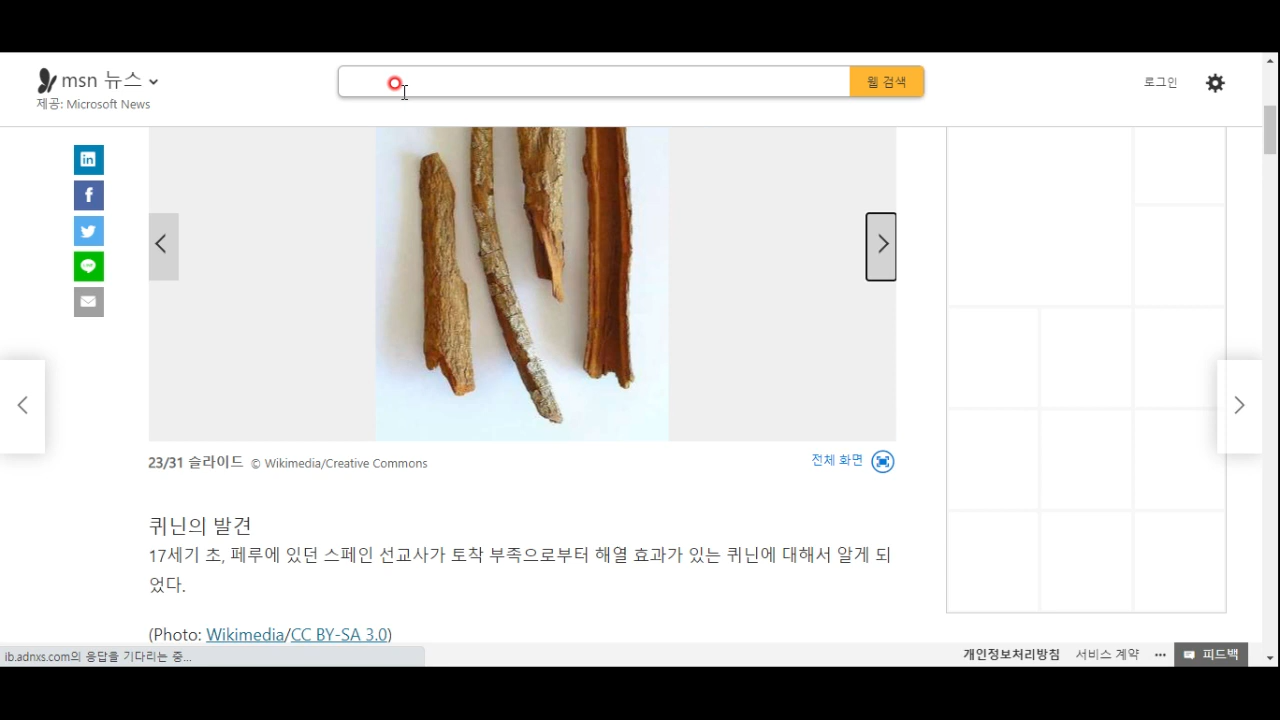 msn 뉴스
제공: Microsoft News
웹 검색
로그인
in
f
LINE
23/31 슬라이드 © Wikimedia/Creative Commons
전체 화면
퀴닌의 발견
17세기 초, 페루에 있던 스페인 선교사가 토착 부족으로부터 해열 효과가 있는 퀴닌에 대해서 알게 되
었다.
(Photo: Wikimedia/CC BY-SA 3.0)
ib.adnxs.com의 응답을 기다리는 중...
개인정보처리방침 서비스 계약 ... 피드백